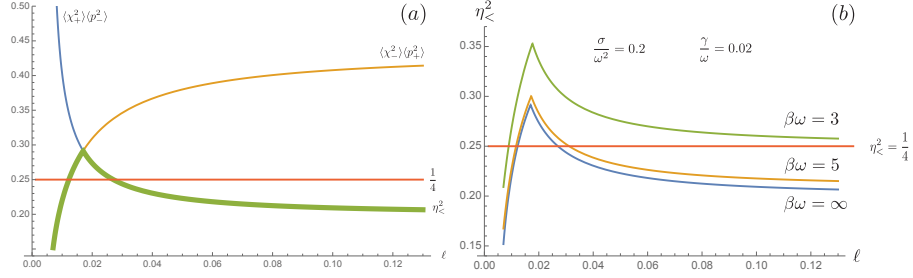 (a)
⟨χ₊²⟩⟨p₋²⟩
⟨χ₋²⟩⟨p₊²⟩
0.50
0.45
0.40
0.35
0.30
0.25
0.20
1/4
η<²
0.00 0.02 0.04 0.06 0.08 0.10 0.12 ℓ
η<²
(b)
σ/ω² = 0.2 γ/ω = 0.02
0.35
0.30
0.25
0.20
0.15
βω = 3
η<² = 1/4
βω = 5
βω = ∞
0.00 0.02 0.04 0.06 0.08 0.10 0.12 ℓ